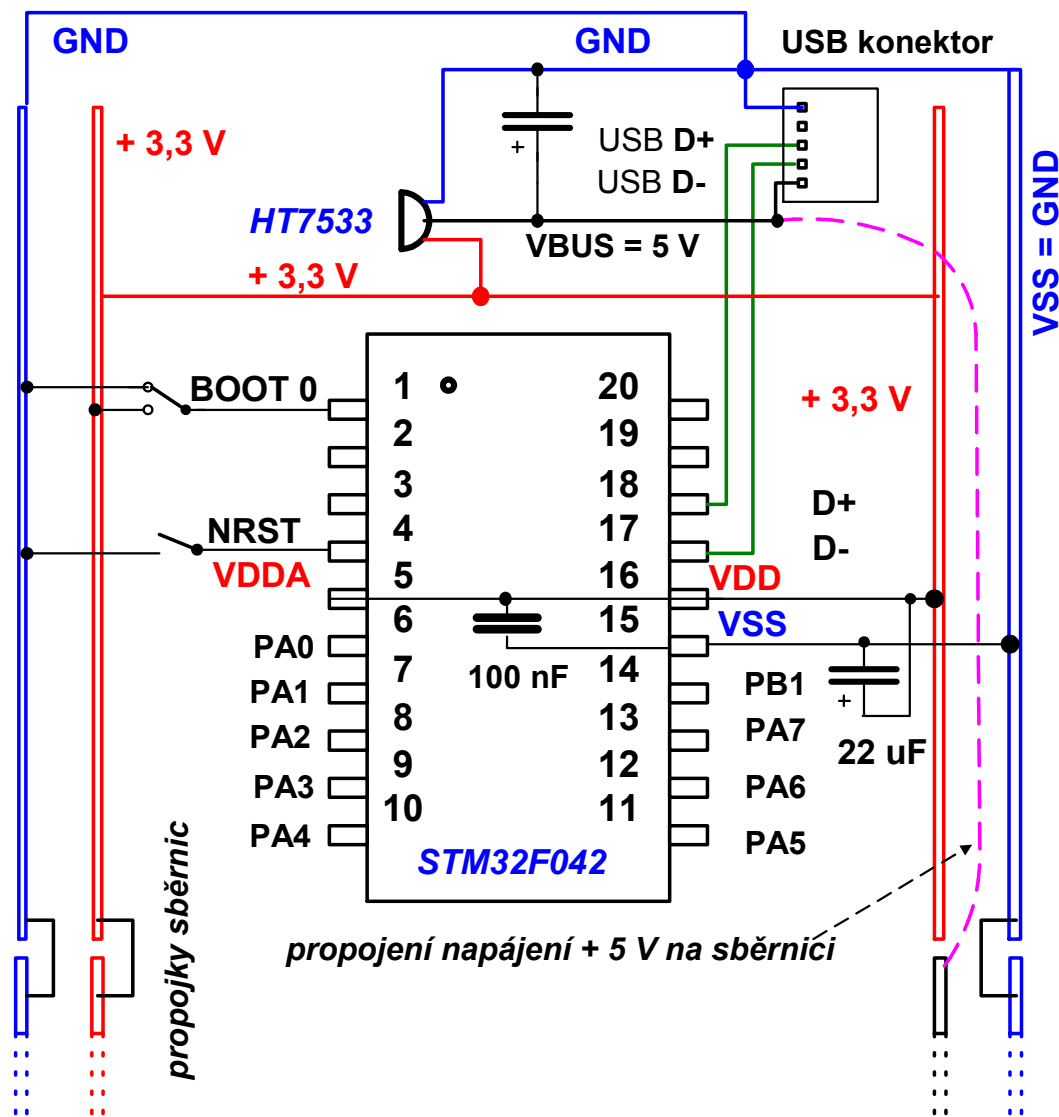 GND
GND
USB konektor
+ 3,3 V
USB D+
USB D-
+
HT7533
VBUS = 5 V
+ 3,3 V
VSS = GND
BOOT 0
1
20
+ 3,3 V
2
19
3
18
D+
NRST
4
17
D-
VDDA
5
16
VDD
6
15
VSS
PA0
7
100 nF
14
PB1
+
PA1
8
13
PA7
22 uF
PA2
9
12
PA6
PA3
10
11
PA5
PA4
STM32F042
propojky sběrnic
propojení napájení + 5 V na sběrnici